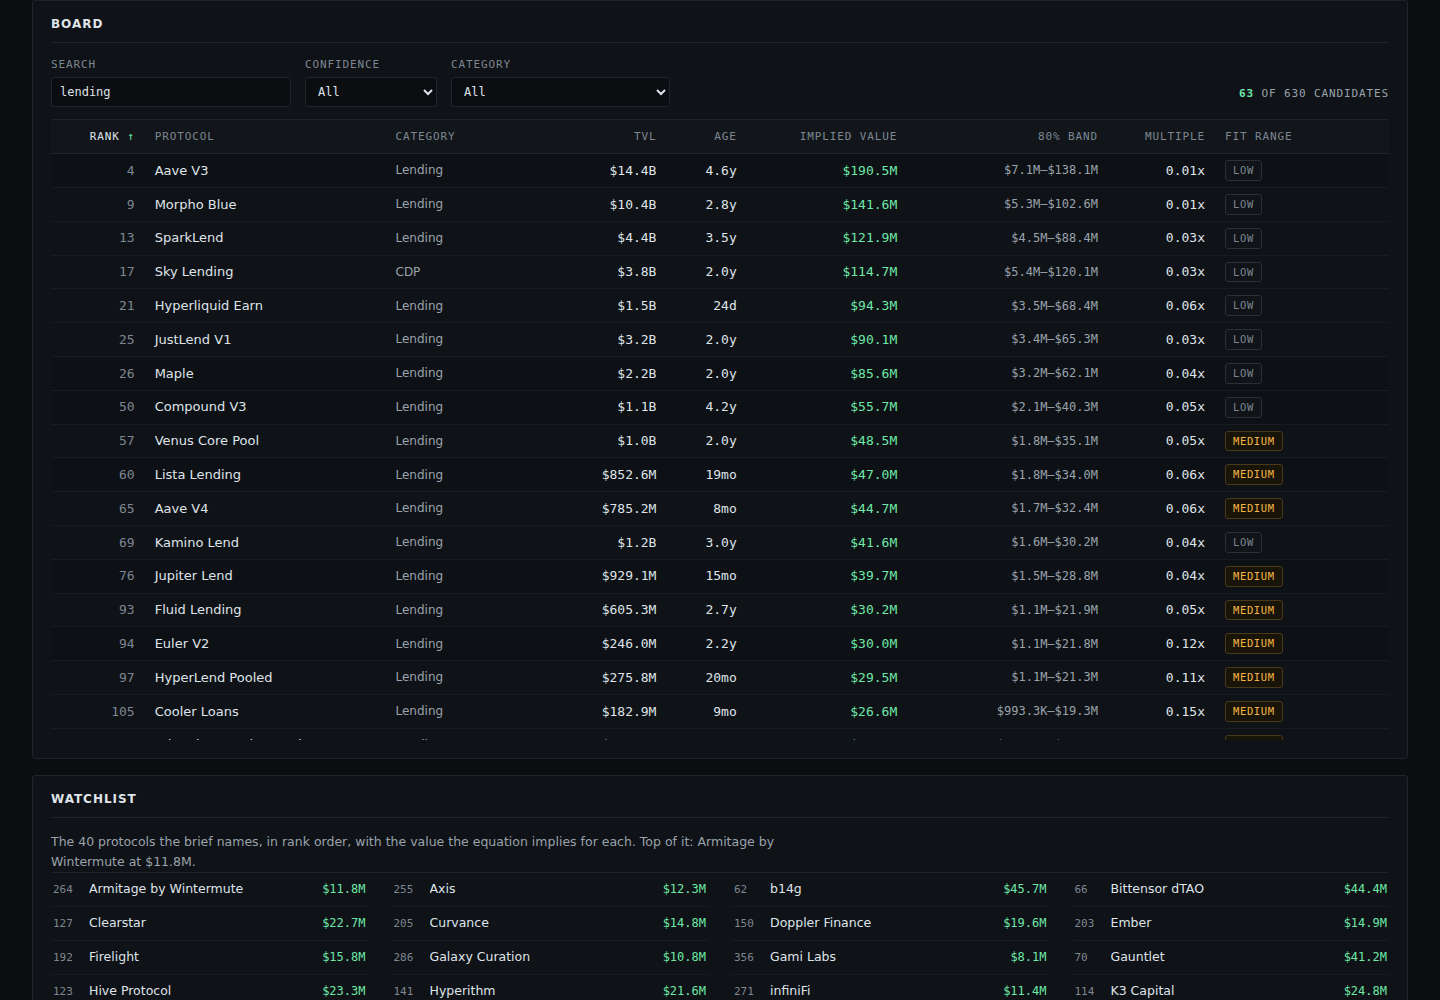 BOARD
SEARCH CONFIDENCE CATEGORY
lending All All 63 OF 630 CANDIDATES
RANK ↑ PROTOCOL CATEGORY TVL AGE IMPLIED VALUE 80% BAND MULTIPLE FIT RANGE
4 Aave V3 Lending $14.4B 4.6y $190.5M $7.1M—$138.1M 0.01x LOW
9 Morpho Blue Lending $10.4B 2.8y $141.6M $5.3M—$102.6M 0.01x LOW
13 SparkLend Lending $4.4B 3.5y $121.9M $4.5M—$88.4M 0.03x LOW
17 Sky Lending CDP $3.8B 2.0y $114.7M $5.4M—$120.1M 0.03x LOW
21 Hyperliquid Earn Lending $1.5B 24d $94.3M $3.5M—$68.4M 0.06x LOW
25 JustLend V1 Lending $3.2B 2.0y $90.1M $3.4M—$65.3M 0.03x LOW
26 Maple Lending $2.2B 2.0y $85.6M $3.2M—$62.1M 0.04x LOW
50 Compound V3 Lending $1.1B 4.2y $55.7M $2.1M—$40.3M 0.05x LOW
57 Venus Core Pool Lending $1.0B 2.0y $48.5M $1.8M—$35.1M 0.05x MEDIUM
60 Lista Lending Lending $852.6M 19mo $47.0M $1.8M—$34.0M 0.06x MEDIUM
65 Aave V4 Lending $785.2M 8mo $44.7M $1.7M—$32.4M 0.06x MEDIUM
69 Kamino Lend Lending $1.2B 3.0y $41.6M $1.6M—$30.2M 0.04x LOW
76 Jupiter Lend Lending $929.1M 15mo $39.7M $1.5M—$28.8M 0.04x MEDIUM
93 Fluid Lending Lending $605.3M 2.7y $30.2M $1.1M—$21.9M 0.05x MEDIUM
94 Euler V2 Lending $246.0M 2.2y $30.0M $1.1M—$21.8M 0.12x MEDIUM
97 HyperLend Pooled Lending $275.8M 20mo $29.5M $1.1M—$21.3M 0.11x MEDIUM
105 Cooler Loans Lending $182.9M 9mo $26.6M $993.3K—$19.3M 0.15x MEDIUM
WATCHLIST
The 40 protocols the brief names, in rank order, with the value the equation implies for each. Top of it: Armitage by
Wintermute at $11.8M.
264 Armitage by Wintermute $11.8M 255 Axis $12.3M 62 b14g $45.7M 66 Bittensor dTAO $44.4M
127 Clearstar $22.7M 205 Curvance $14.8M 150 Doppler Finance $19.6M 203 Ember $14.9M
192 Firelight $15.8M 286 Galaxy Curation $10.8M 356 Gami Labs $8.1M 70 Gauntlet $41.2M
123 Hive Protocol $23.3M 141 Hyperithm $21.6M 271 infiniFi $11.4M 114 K3 Capital $24.8M